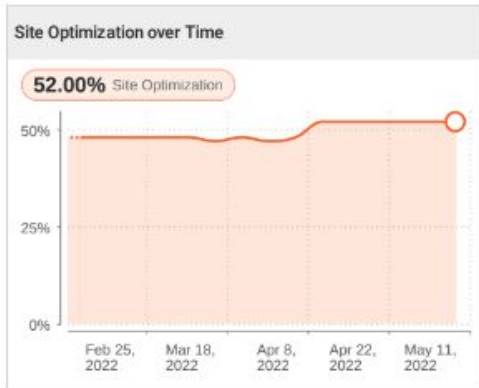 Site Optimization over Time
52.00% Site Optimization
50%
25%
0%
Feb 25, Mar 18, Apr 8, Apr 22, May 11,
2022 2022 2022 2022 2022